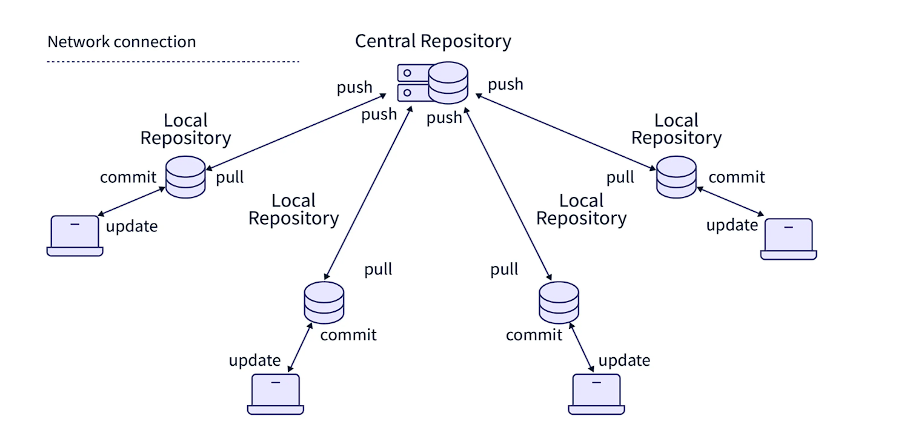 Network connection
Central Repository
push
push
push
push
Local
Repository
Local
Repository
commit
pull
pull
commit
update
update
Local
Repository
Local
Repository
pull
pull
commit
commit
update
update